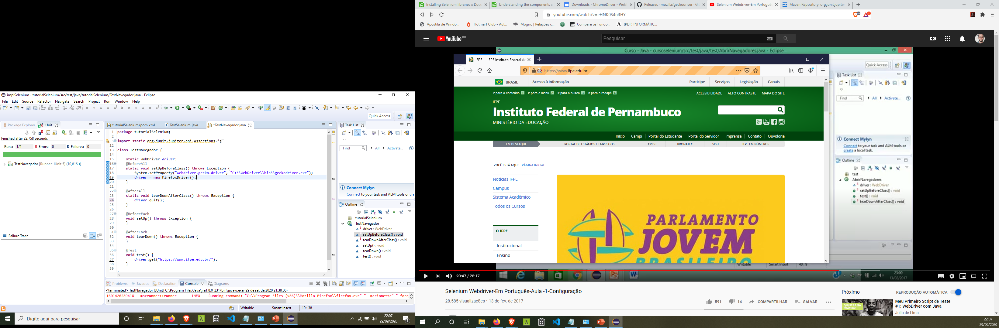 implSelenium - tutorialSelenium/src/test/java/tutorialSelenium/TestNavegador.java - Eclipse
File Edit Source Refactor Navigate Search Project Run Window Help
Quick Access
Package Explorer JUnit
Finished after 22,758 seconds
Runs: 1/1 Errors: 0 Failures: 0
TestNavegador [Runner: JUnit 5] (10,816 s)
Failure Trace
tutorialSelenium/pom.xml TestSelenium.java *TestNavegador.java
1 package tutorialSelenium;
2
3 import static org.junit.jupiter.api.Assertions.*;
12
13 class TestNavegador {
14
15 static WebDriver driver;
16 @BeforeAll
17 static void setUpBeforeClass() throws Exception {
18 System.setProperty("webdriver.gecko.driver", "C:\\WebDriver\\bin\\geckodriver.exe");
19 driver = new FirefoxDriver();
20 }
21
22 @AfterAll
23 static void tearDownAfterClass() throws Exception {
24 driver.quit();
25 }
26
27 @BeforeEach
28 void setUp() throws Exception {
29 }
30
31 @AfterEach
32 void tearDown() throws Exception {
33 }
34
35 @Test
36 void test() {
37 driver.get("https://www.ifpe.edu.br/");
38 }
39
Task List
Find All Activate...
Connect Mylyn
Connect to your task and ALM tools or cre
Outline
tutorialSelenium
TestNavegador
driver : WebDriver
setUpBeforeClass() : void
tearDownAfterClass() : void
setUp() : void
tearDown() : void
test() : void
Problems Javadoc Declaration Console Diagrams
<terminated> TestNavegador [JUnit] C:\Program Files\Java\jre1.8.0_231\bin\javaw.exe (29 de set de 2020 21:38:06)
1601426289418 mozrunner::runner INFO Running command: "C:\\Program Files (x86)\\Mozilla Firefox\\firefox.exe" "--marionette" "-fore
Writable Smart Insert 19 : 38
Digite aqui para pesquisar
22:07
29/09/2020
1
Installing Selenium libraries :: Docu
Understanding the components ::
Downloads - ChromeDriver - Web
Releases · mozilla/geckodriver · Git
Selenium Webdriver-Em Português
Maven Repository: org.junit.jupiter
youtube.com/watch?v=eHNK0S4nRHY
Apostila de Windo... Hotmart Club - Aul... Mogno | Relações c... Compare os Fundo... (PDF) INFORMÁTIC...
YouTube BR
Pesquisar
Curso - Java - cursoselenium/src/test/java/test/AbrirNavegadores.java - Eclipse
IFPE — IFPE Instituto Federal de
https://www.ifpe.edu.br
BRASIL Acesso à informação Participe Serviços Legislação Canais
Ir para o conteúdo 1 Ir para o menu 2 Ir para a busca 3 Ir para o rodapé 4 ACESSIBILIDADE ALTO CONTRASTE MAPA DO SITE
IFPE
Instituto Federal de Pernambuco
MINISTÉRIO DA EDUCAÇÃO
Início Campi Portal do Estudante Portal do Servidor Imprensa Contato Ouvidoria
EM DESTAQUE PORTAL DE ESTÁGIOS E EMPREGOS CVEST PRONATEC SISU IFPE EM NÚMEROS
VOCÊ ESTÁ AQUI: PÁGINA INICIAL
Notícias IFPE
Campus
Sistema Acadêmico
Todos os Cursos
O IFPE
Institucional
Ensino
PARLAMENTO
JOVEM
BRASILEIRO
Quick Access
Task List
Find All Activate...
Connect Mylyn
Connect to your task and ALM tools or
create a local task.
Outline
test
AbrirNavegadores
driver : WebDriver
setUpBeforeClass() : void
test() : void
tearDownAfterClass() : void
Writable Smart Insert 40 : 9
23:09
13/02/2017
20:47 / 28:17
Selenium Webdriver-Em Português-Aula -1-Configuração
28.585 visualizações • 13 de fev. de 2017
591 14 COMPARTILHAR SALVAR
Próximo REPRODUÇÃO AUTOMÁTICA
QUINTAS NA
PRÁTICA!
Meu Primeiro Script de Teste
#1: WebDriver com Java
Julio de Lima
22:07
29/09/2020